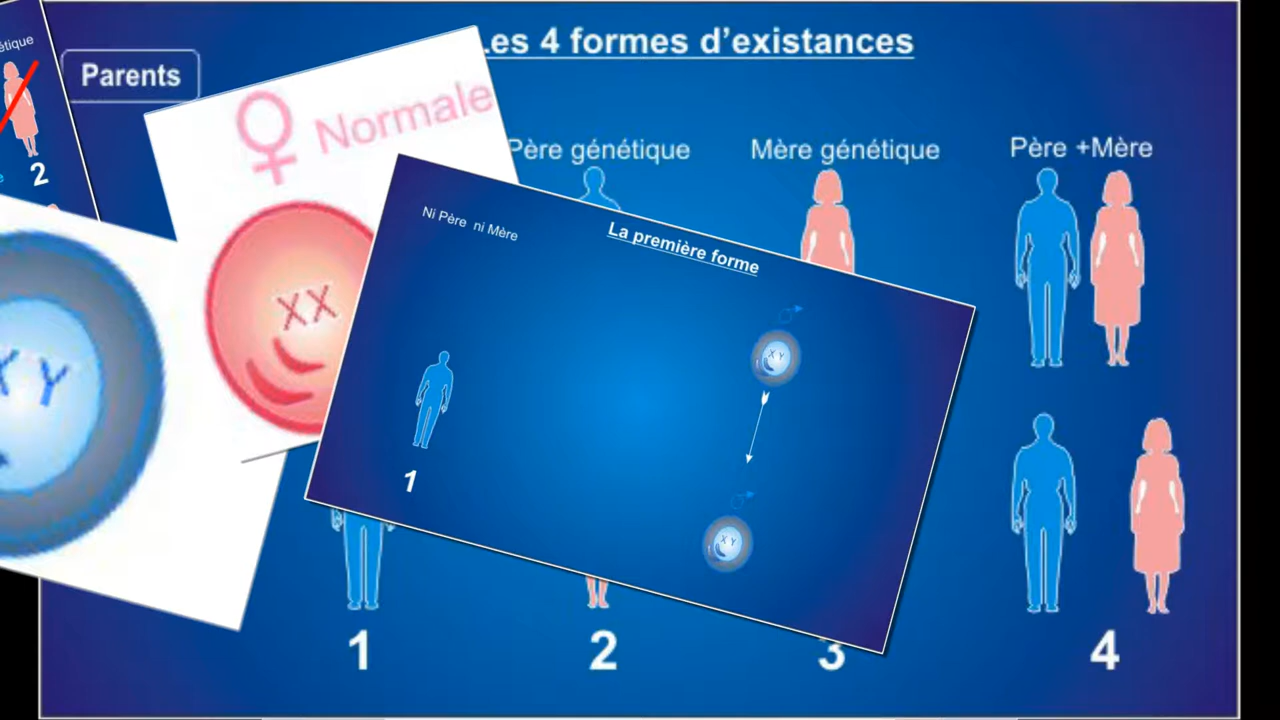 Les 4 formes d’existances
étique
Parents
2
Normale
XX
XY
Père génétique
Mère génétique
Père +Mère
Ni Père ni Mère
La première forme
XY
1
XY
1
2
3
4